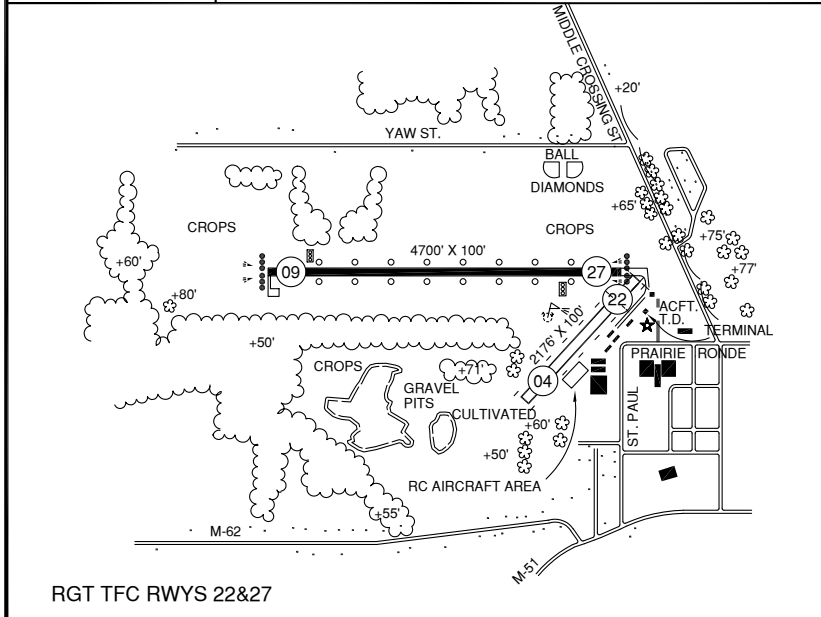 MIDDLE CROSSING ST
+20'
YAW ST.
BALL
DIAMONDS
+65'
CROPS
CROPS
+75'
+60'
4700' X 100'
+77'
09
27
+80'
22
ACFT.
T.D.
TERMINAL
2176' X 100'
+50'
PRAIRIE RONDE
CROPS
+71'
04
GRAVEL
PITS
CULTIVATED
ST. PAUL
+60'
+50'
RC AIRCRAFT AREA
+55'
M-62
M-51
RGT TFC RWYS 22&27